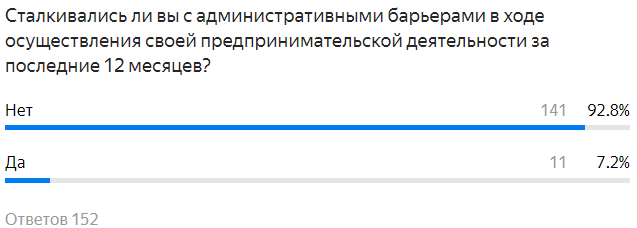 Сталкивались ли вы с административными барьерами в ходе
осуществления своей предпринимательской деятельности за
последние 12 месяцев?
Нет 141 92.8%
Да 11 7.2%
Ответов 152